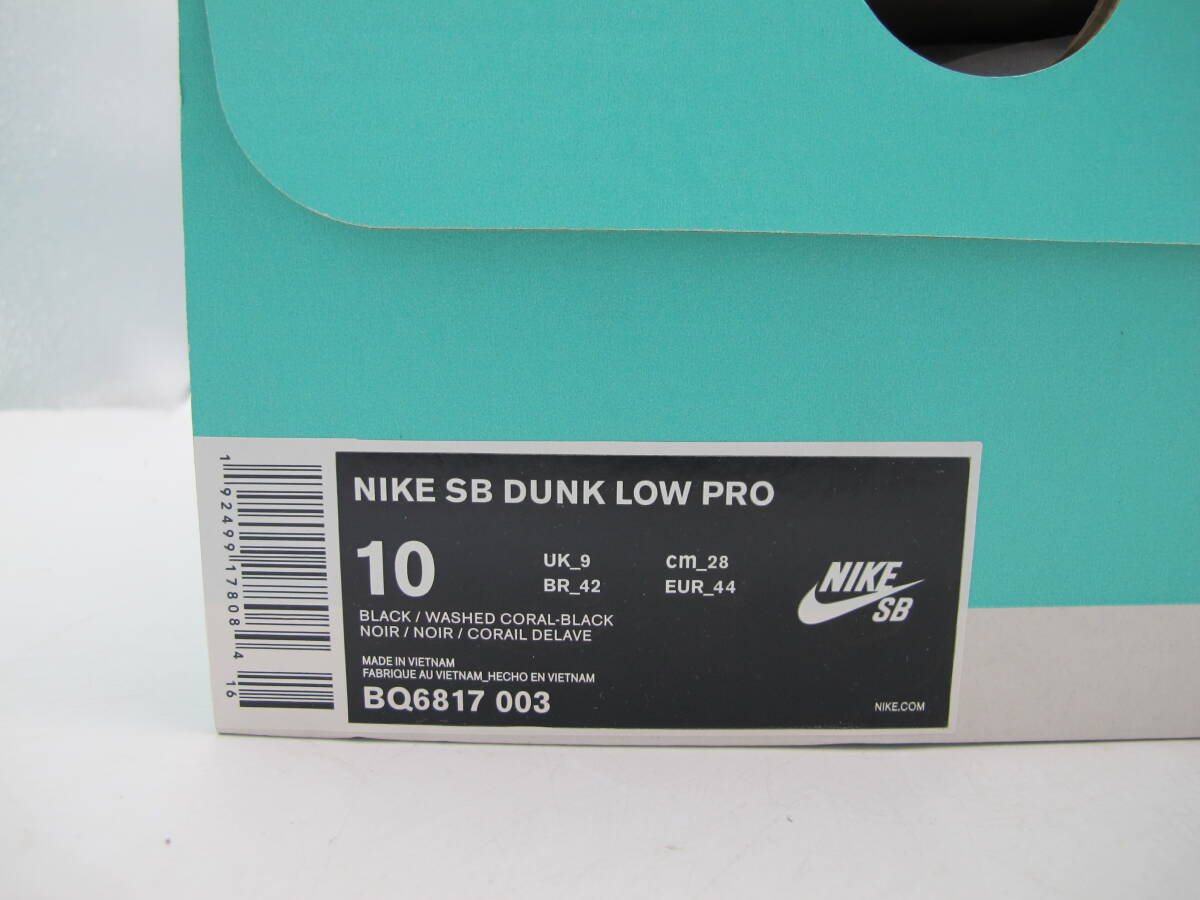 NIKE SB DUNK LOW PRO
10
UK_9
cm_28
BR_42
EUR_44
BLACK / WASHED CORAL-BLACK
NOIR / NOIR / CORAIL DELAVE
MADE IN VIETNAM
FABRIQUE AU VIETNAM_HECHO EN VIETNAM
BQ6817 003
NIKE
SB
NIKE.COM
1 92499 17808 4 16